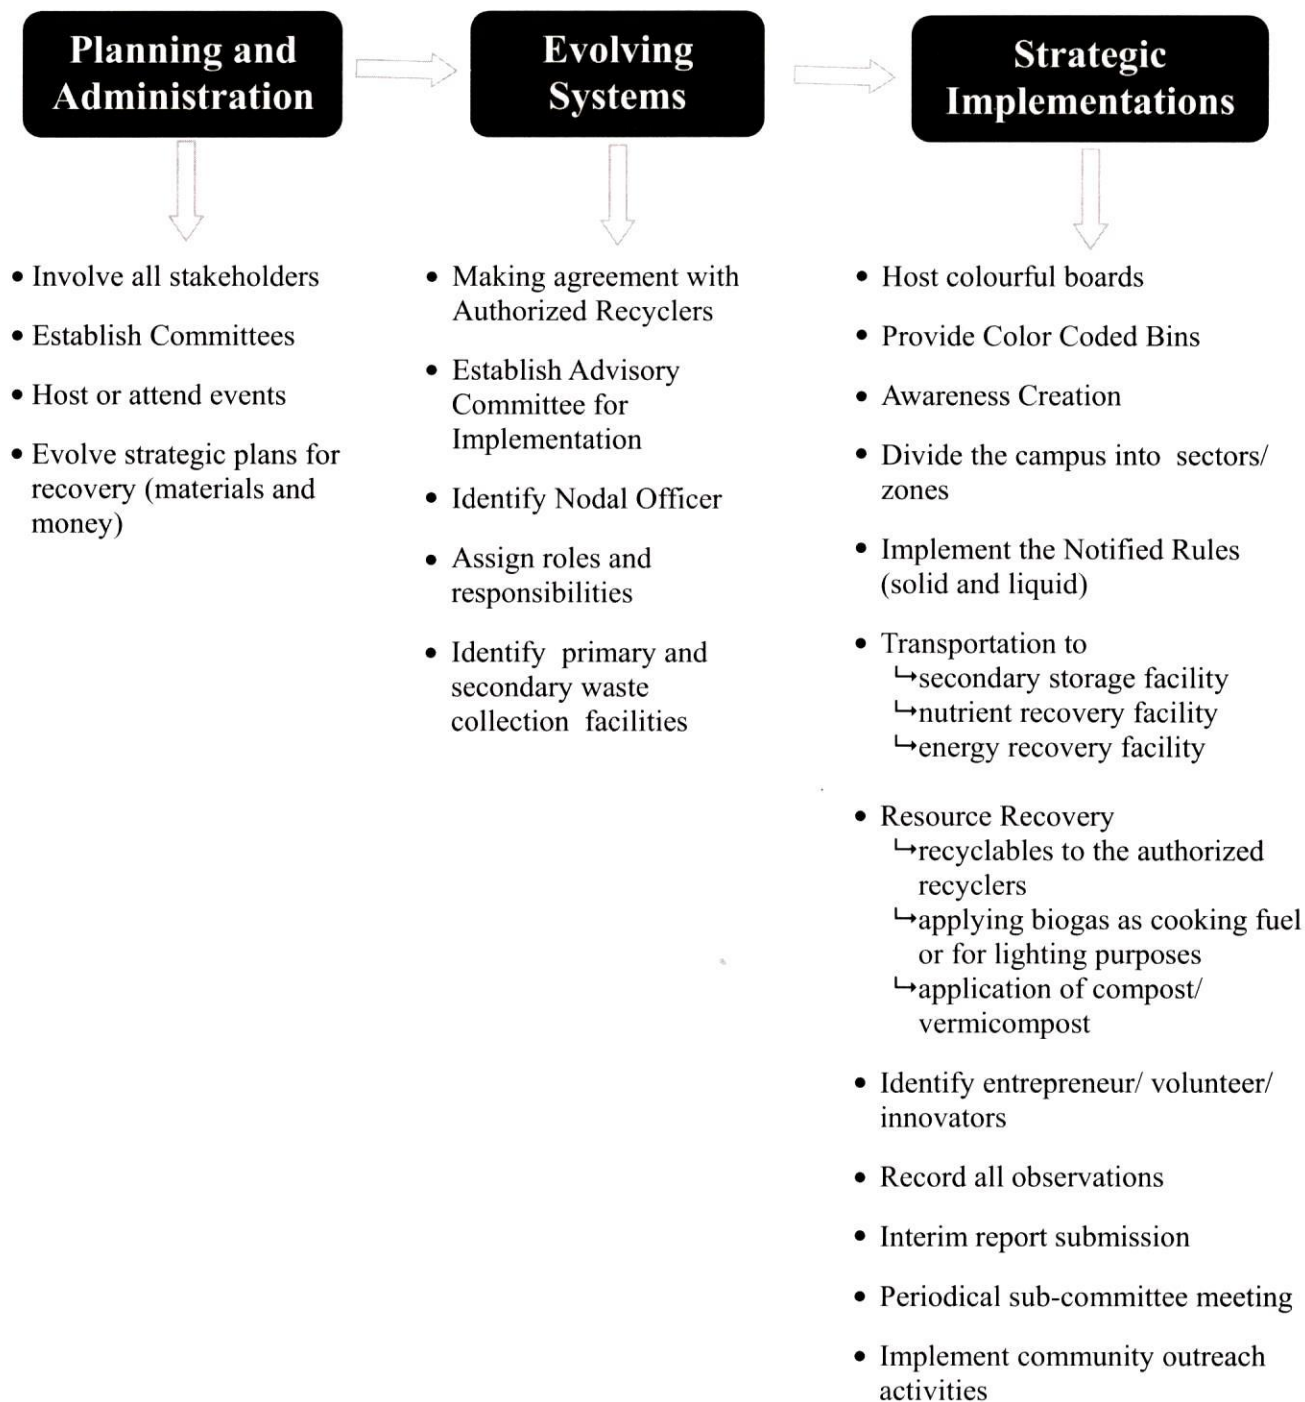 Planning and
Administration
Evolving
Systems
Strategic
Implementations
• Involve all stakeholders
• Establish Committees
• Host or attend events
• Evolve strategic plans for
recovery (materials and
money)
• Making agreement with
Authorized Recyclers
• Establish Advisory
Committee for
Implementation
• Identify Nodal Officer
• Assign roles and
responsibilities
• Identify primary and
secondary waste
collection facilities
• Host colourful boards
• Provide Color Coded Bins
• Awareness Creation
• Divide the campus into sectors/
zones
• Implement the Notified Rules
(solid and liquid)
• Transportation to
↳secondary storage facility
↳nutrient recovery facility
↳energy recovery facility
• Resource Recovery
↳recyclables to the authorized
recyclers
↳applying biogas as cooking fuel
or for lighting purposes
↳application of compost/
vermicompost
• Identify entrepreneur/ volunteer/
innovators
• Record all observations
• Interim report submission
• Periodical sub-committee meeting
• Implement community outreach
activities